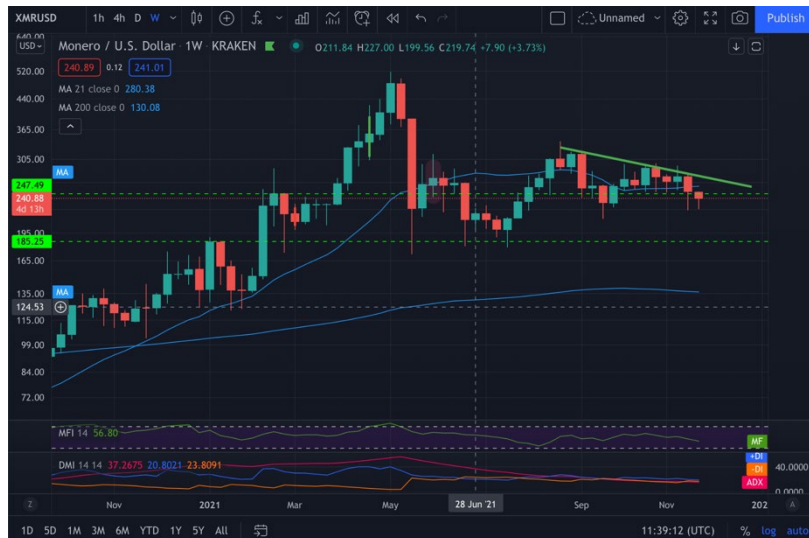 XMRUSD 1h 4h D W Unnamed Publish
640.00
USD Monero / U.S. Dollar · 1W · KRAKEN O211.84 H227.00 L199.56 C219.74 +7.90 (+3.73%)
240.89 0.12 241.01
520.00
MA 21 close 0 280.38
440.00
MA 200 close 0 130.08
365.00
305.00
MA
247.49
240.88
4d 13h
195.00
185.25
165.00
MA
135.00
124.53
115.00
99.00
84.00
72.00
MFI 14 56.80
MF
DMI 14 14 37.2675 20.8021 23.8091
+DI
-DI
40.0000
ADX
0.0000
Z Nov 2021 Mar May 28 Jun '21 Sep Nov 202 A
1D 5D 1M 3M 6M YTD 1Y 5Y All 11:39:12 (UTC) % log auto